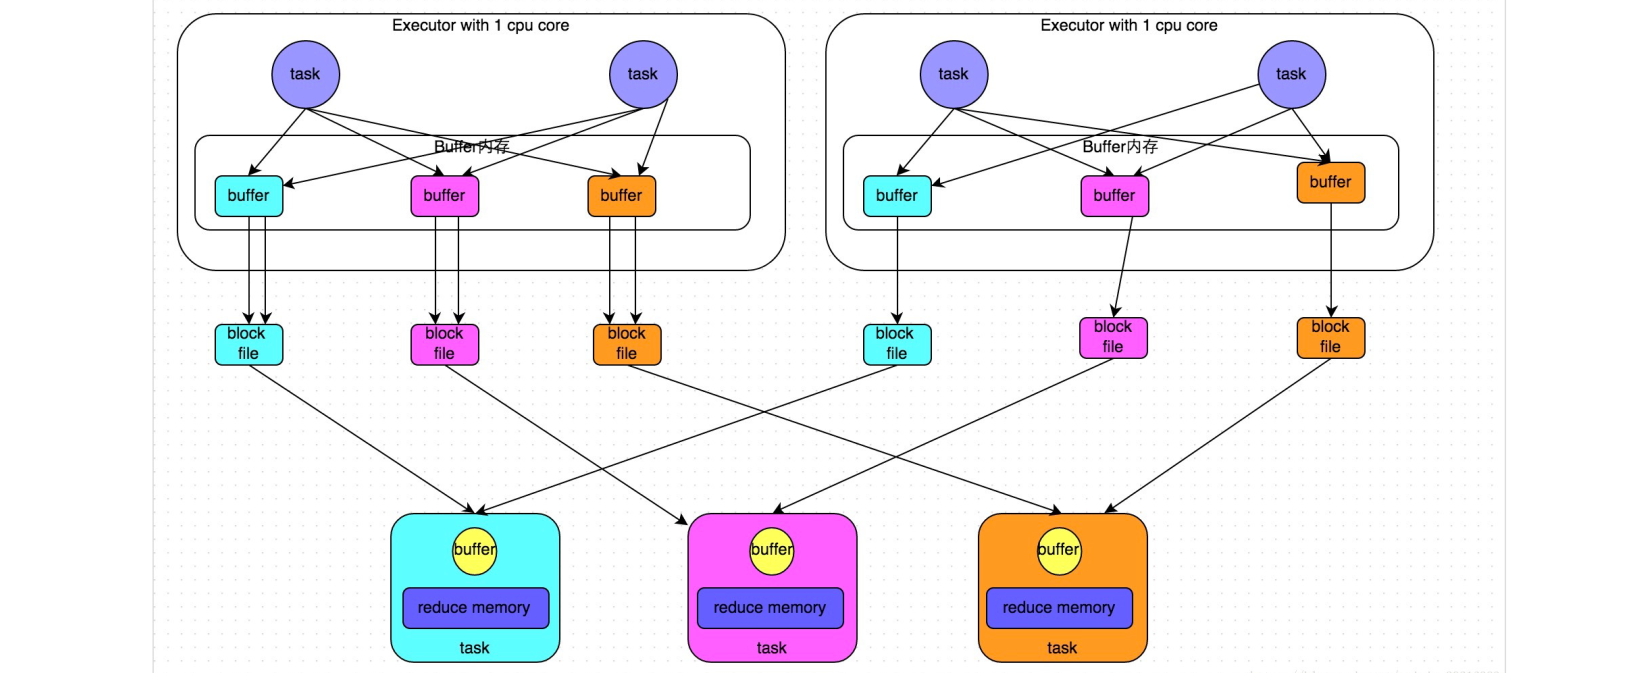 Executor with 1 cpu core
Executor with 1 cpu core
task
task
task
task
Buffer内存
Buffer内存
buffer
buffer
buffer
buffer
buffer
buffer
block
file
block
file
block
file
block
file
block
file
block
file
buffer
buffer
buffer
reduce memory
reduce memory
reduce memory
task
task
task